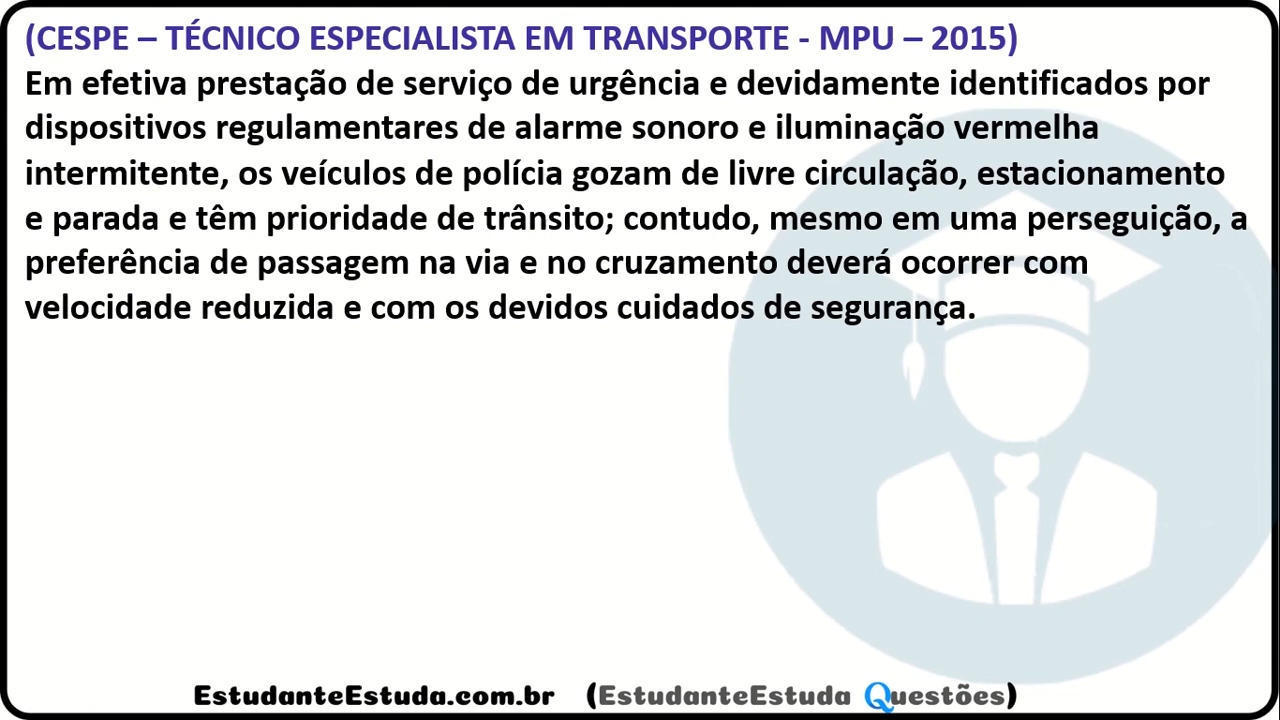 (CESPE – TÉCNICO ESPECIALISTA EM TRANSPORTE - MPU – 2015)
Em efetiva prestação de serviço de urgência e devidamente identificados por
dispositivos regulamentares de alarme sonoro e iluminação vermelha
intermitente, os veículos de polícia gozam de livre circulação, estacionamento
e parada e têm prioridade de trânsito; contudo, mesmo em uma perseguição, a
preferência de passagem na via e no cruzamento deverá ocorrer com
velocidade reduzida e com os devidos cuidados de segurança.
EstudanteEstuda.com.br (EstudanteEstuda Questões)